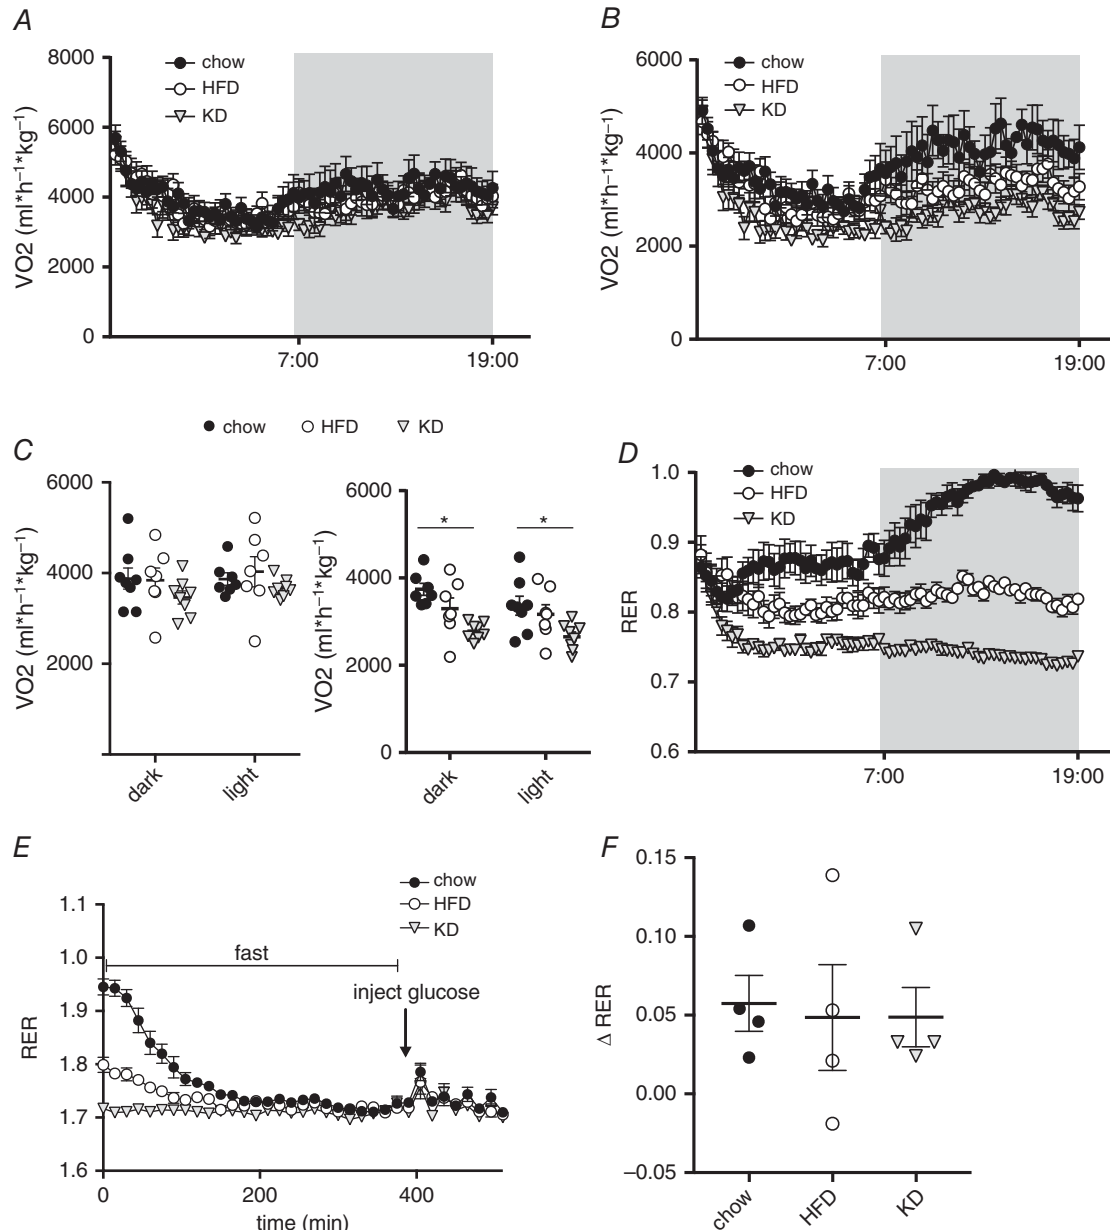 A
8000
6000
4000
2000
0
VO2 (ml*h⁻¹*kg⁻¹)
chow
HFD
KD
7:00
19:00
B
6000
4000
2000
0
VO2 (ml*h⁻¹*kg⁻¹)
chow
HFD
KD
7:00
19:00
chow HFD KD
C
6000
4000
2000
VO2 (ml*h⁻¹*kg⁻¹)
dark
light
6000
4000
2000
0
VO2 (ml*h⁻¹*kg⁻¹)
* *
dark
light
D
1.0
0.9
0.8
0.7
0.6
RER
chow
HFD
KD
7:00
19:00
E
chow
HFD
KD
1.1
1.0
1.9
1.8
1.7
1.6
RER
fast
inject glucose
0
200
400
time (min)
F
0.15
0.10
0.05
0.00
–0.05
Δ RER
chow
HFD
KD